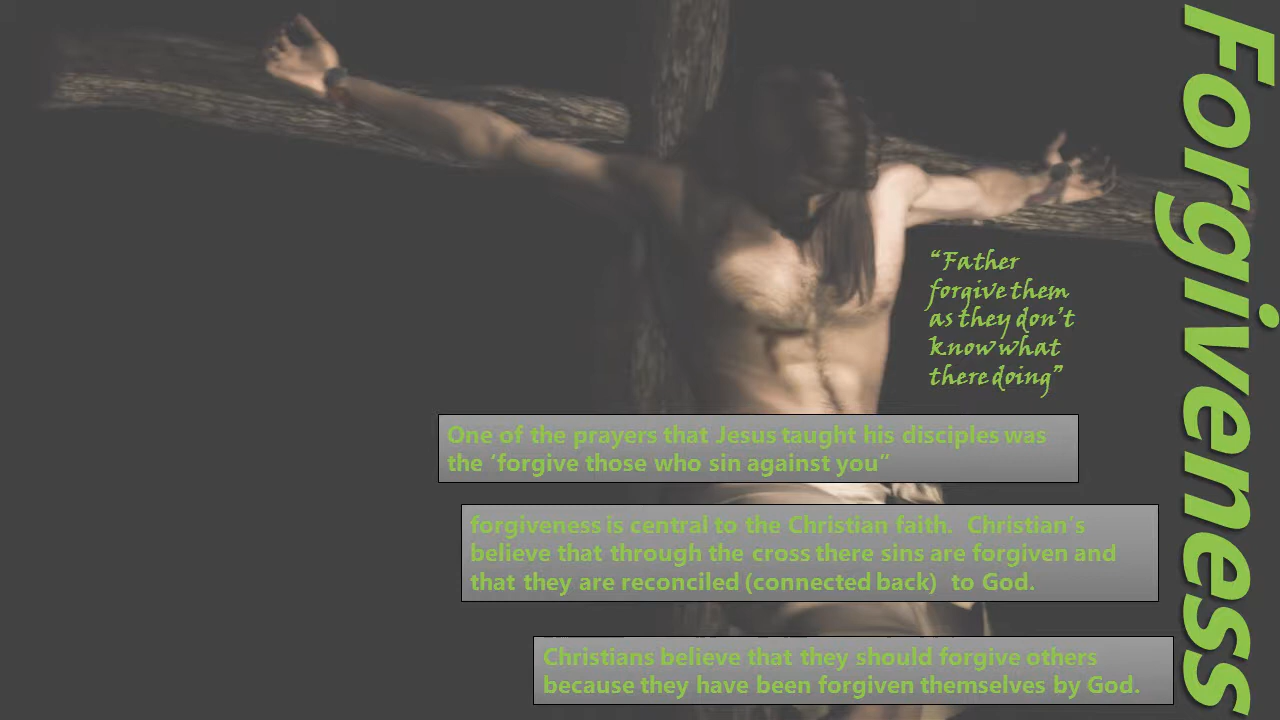 Forgiveness
“Father
forgive them
as they don’t
know what
there doing”
One of the prayers that Jesus taught his disciples was
the ‘forgive those who sin against you”
forgiveness is central to the Christian faith.  Christian’s
believe that through the cross there sins are forgiven and
that they are reconciled (connected back)  to God.
Christians believe that they should forgive others
because they have been forgiven themselves by God.